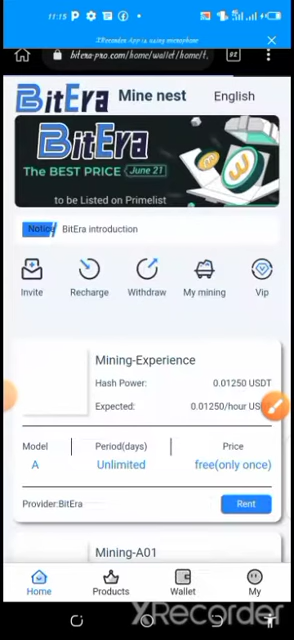 11:15
XRecorder App is using microphone
bitera-pro.com/home/wallet/home/t.
BitEra Mine nest English
BitEra
The BEST PRICE June 21
to be Listed on Primelist
Notice BitEra introduction
Invite Recharge Withdraw My mining Vip
Mining-Experience
Hash Power: 0.01250 USDT
Expected: 0.01250/hour
Model Period(days) Price
A Unlimited free(only once)
Provider:BitEra Rent
Mining-A01
Home Products Wallet My
XRecorder